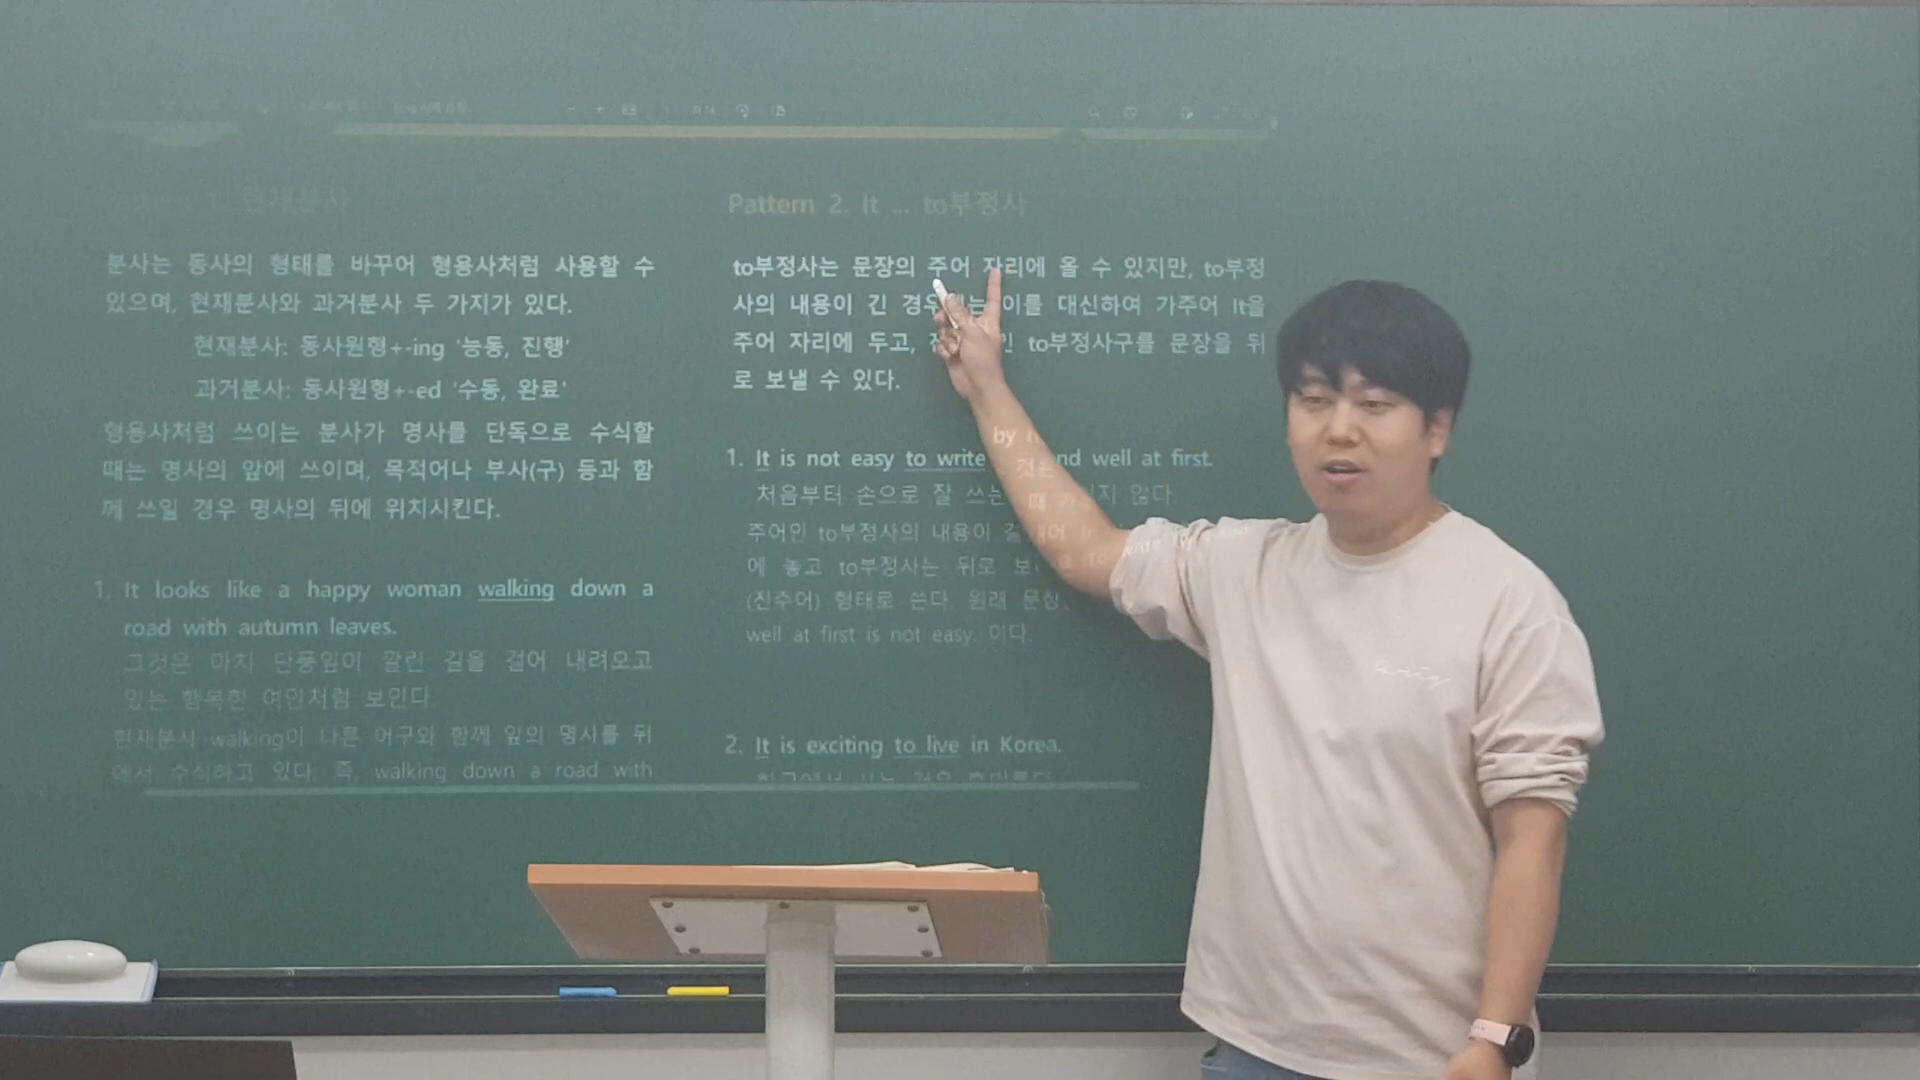 1. 현재분사
분사는 동사의 형태를 바꾸어 형용사처럼 사용할 수
있으며, 현재분사와 과거분사 두 가지가 있다.
현재분사: 동사원형+-ing '능동, 진행'
과거분사: 동사원형+-ed '수동, 완료'
형용사처럼 쓰이는 분사가 명사를 단독으로 수식할
때는 명사의 앞에 쓰이며, 목적어나 부사(구) 등과 함
께 쓰일 경우 명사의 뒤에 위치시킨다.
1. It looks like a happy woman walking down a
road with autumn leaves.
그것은 마치 단풍잎이 깔린 길을 걸어 내려오고
있는 행복한 여인처럼 보인다.
현재분사 walking이 다른 어구와 함께 앞의 명사를 뒤
에서 수식하고 있다. 즉, walking down a road with
Pattern 2. It ... to부정사
to부정사는 문장의 주어 자리에 올 수 있지만, to부정
사의 내용이 긴 이를 대신하여 가주어 It을
주어 자리에 두고, to부정사구를 문장을 뒤
로 보낼 수 있다.
1. It is not easy to write by well at first.
처음부터 손으로 잘 쓰는 것은 않다.
주어인 to부정사의 내용이
에 놓고 to부정사는 뒤로
(진주어) 형태로 쓴다. 원래
well at first is not easy. 이다.
2. It is exciting to live in Korea.